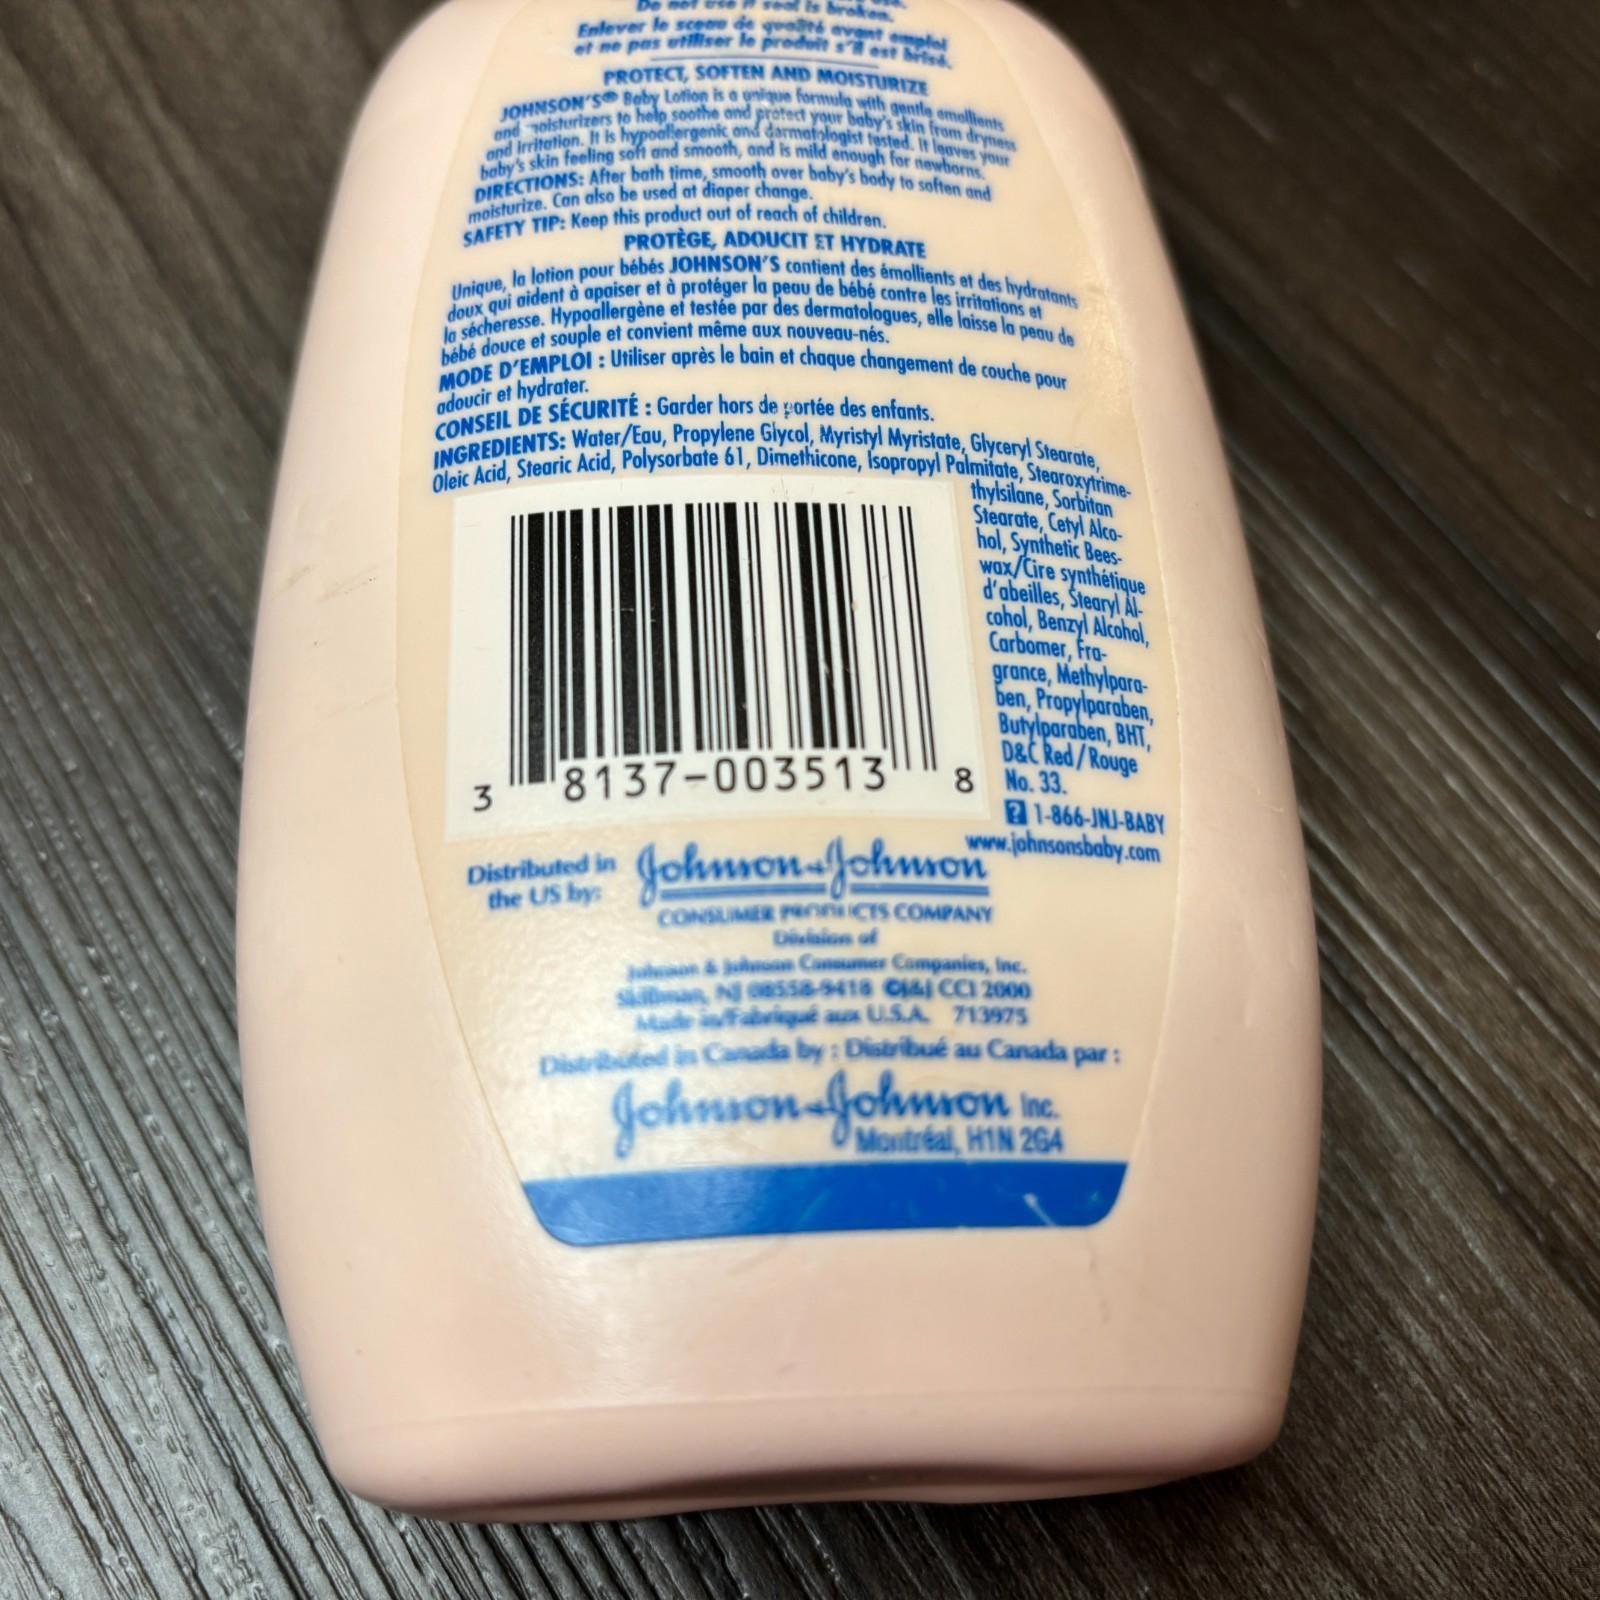 Do not use if seal is broken.
Enlever le sceau de qualité avant emploi
et ne pas utiliser le produit s'il est brisé.
PROTECT, SOFTEN AND MOISTURIZE
JOHNSON'S® Baby Lotion is a unique formula with gentle emollients
and moisturizers to help soothe and protect your baby's skin from dryness
and irritation. It is hypoallergenic and dermatologist tested. It leaves your
baby's skin feeling soft and smooth, and is mild enough for newborns.
DIRECTIONS: After bath time, smooth over baby's body to soften and
moisturize. Can also be used at diaper change.
SAFETY TIP: Keep this product out of reach of children.
PROTÈGE, ADOUCIT ET HYDRATE
Unique, la lotion pour bébés JOHNSON'S contient des émollients et des hydratants
doux qui aident à apaiser et à protéger la peau de bébé contre les irritations et
la sécheresse. Hypoallergène et testée par des dermatologues, elle laisse la peau de
bébé douce et souple et convient même aux nouveau-nés.
MODE D'EMPLOI : Utiliser après le bain et chaque changement de couche pour
adoucir et hydrater.
CONSEIL DE SÉCURITÉ : Garder hors de portée des enfants.
INGREDIENTS: Water/Eau, Propylene Glycol, Myristyl Myristate, Glyceryl Stearate,
Oleic Acid, Stearic Acid, Polysorbate 61, Dimethicone, Isopropyl Palmitate, Stearoxytrime-
thylsilane, Sorbitan
Stearate, Cetyl Alco-
hol, Synthetic Bees-
wax/Cire synthétique
d'abeilles, Stearyl Al-
cohol, Benzyl Alcohol,
Carbomer, Fra-
grance, Methylpara-
ben, Propylparaben,
Butylparaben, BHT,
D&C Red/Rouge
No. 33.
? 1-866-JNJ-BABY
www.johnsonsbaby.com
3 8137-003513 8
Distributed in
the US by:
Johnson & Johnson
CONSUMER PRODUCTS COMPANY
Division of
Johnson & Johnson Consumer Companies, Inc.
Skillman, NJ 08558-9418 ©J&J CCI 2000
Made in/Fabriqué aux U.S.A. 713975
Distributed in Canada by : Distribué au Canada par :
Johnson & Johnson Inc.
Montréal, H1N 2G4